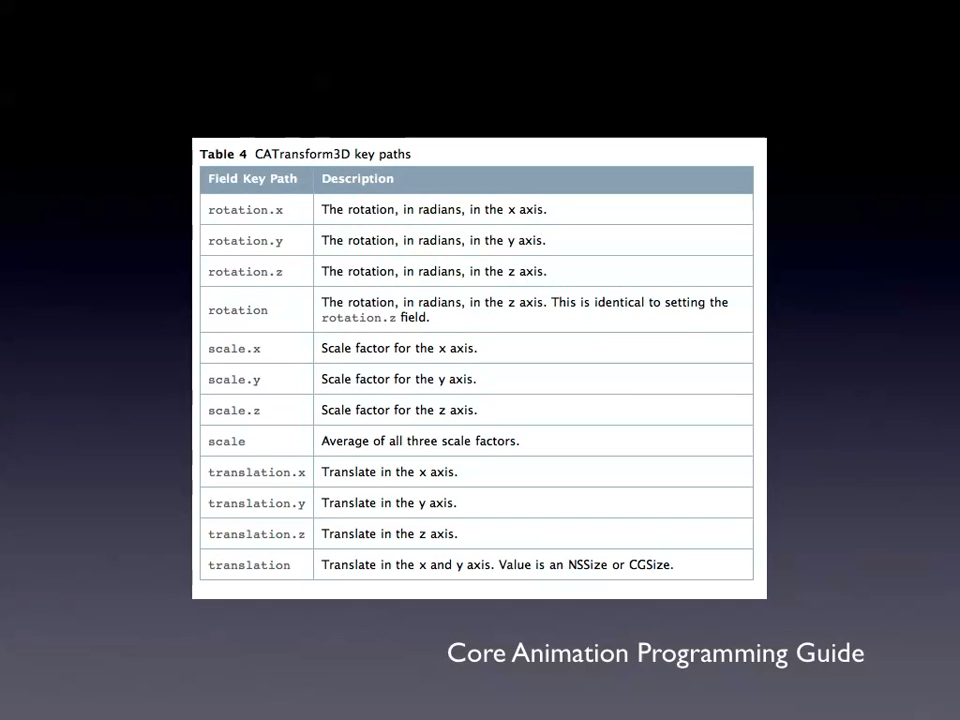 Table 4 CATransform3D key paths
Field Key Path Description
rotation.x The rotation, in radians, in the x axis.
rotation.y The rotation, in radians, in the y axis.
rotation.z The rotation, in radians, in the z axis.
rotation The rotation, in radians, in the z axis. This is identical to setting the
rotation.z field.
scale.x Scale factor for the x axis.
scale.y Scale factor for the y axis.
scale.z Scale factor for the z axis.
scale Average of all three scale factors.
translation.x Translate in the x axis.
translation.y Translate in the y axis.
translation.z Translate in the z axis.
translation Translate in the x and y axis. Value is an NSSize or CGSize.
Core Animation Programming Guide